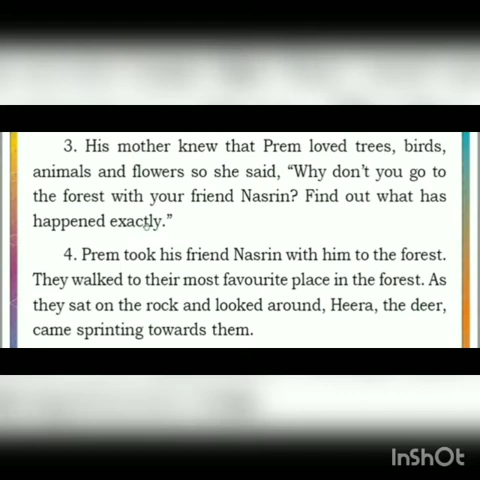 3. His mother knew that Prem loved trees, birds,
animals and flowers so she said, “Why don’t you go to
the forest with your friend Nasrin? Find out what has
happened exactly.”
4. Prem took his friend Nasrin with him to the forest.
They walked to their most favourite place in the forest. As
they sat on the rock and looked around, Heera, the deer,
came sprinting towards them.
InShOt